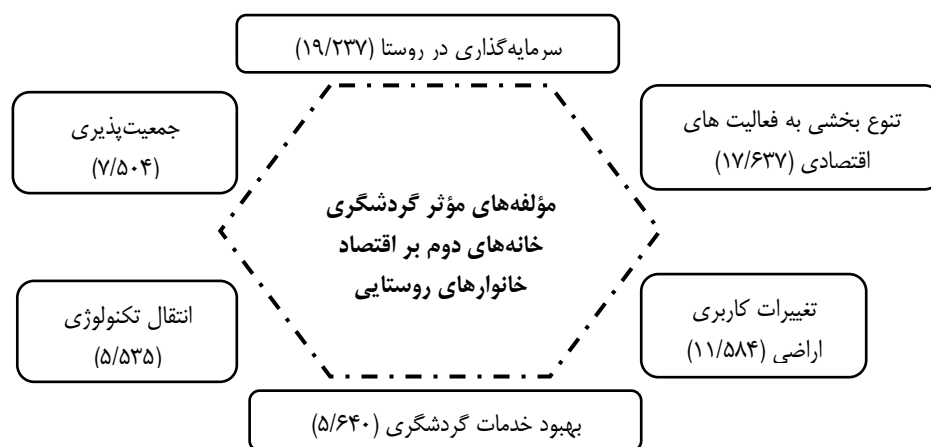 سرمایه‌گذاری در روستا (۱۹/۲۳۷)
تنوع بخشی به فعالیت های
اقتصادی (۱۷/۶۳۷)
جمعیت‌پذیری
(۷/۵۰۴)
مؤلفه‌های مؤثر گردشگری
خانه‌های دوم بر اقتصاد
خانوارهای روستایی
تغییرات کاربری
اراضی (۱۱/۵۸۴)
انتقال تکنولوژی
(۵/۵۳۵)
بهبود خدمات گردشگری (۵/۶۴۰)